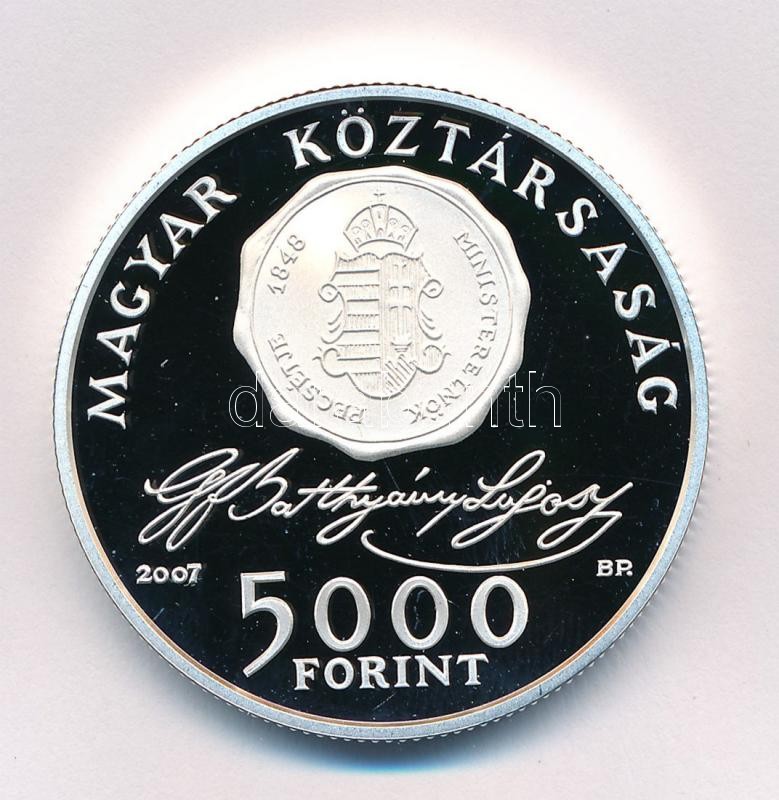 MAGYAR KÖZTÁRSASÁG
1848
MINISTERELNÖK PECSÉTJE
Gf Batthyány Lajos
2007
BP.
5000
FORINT